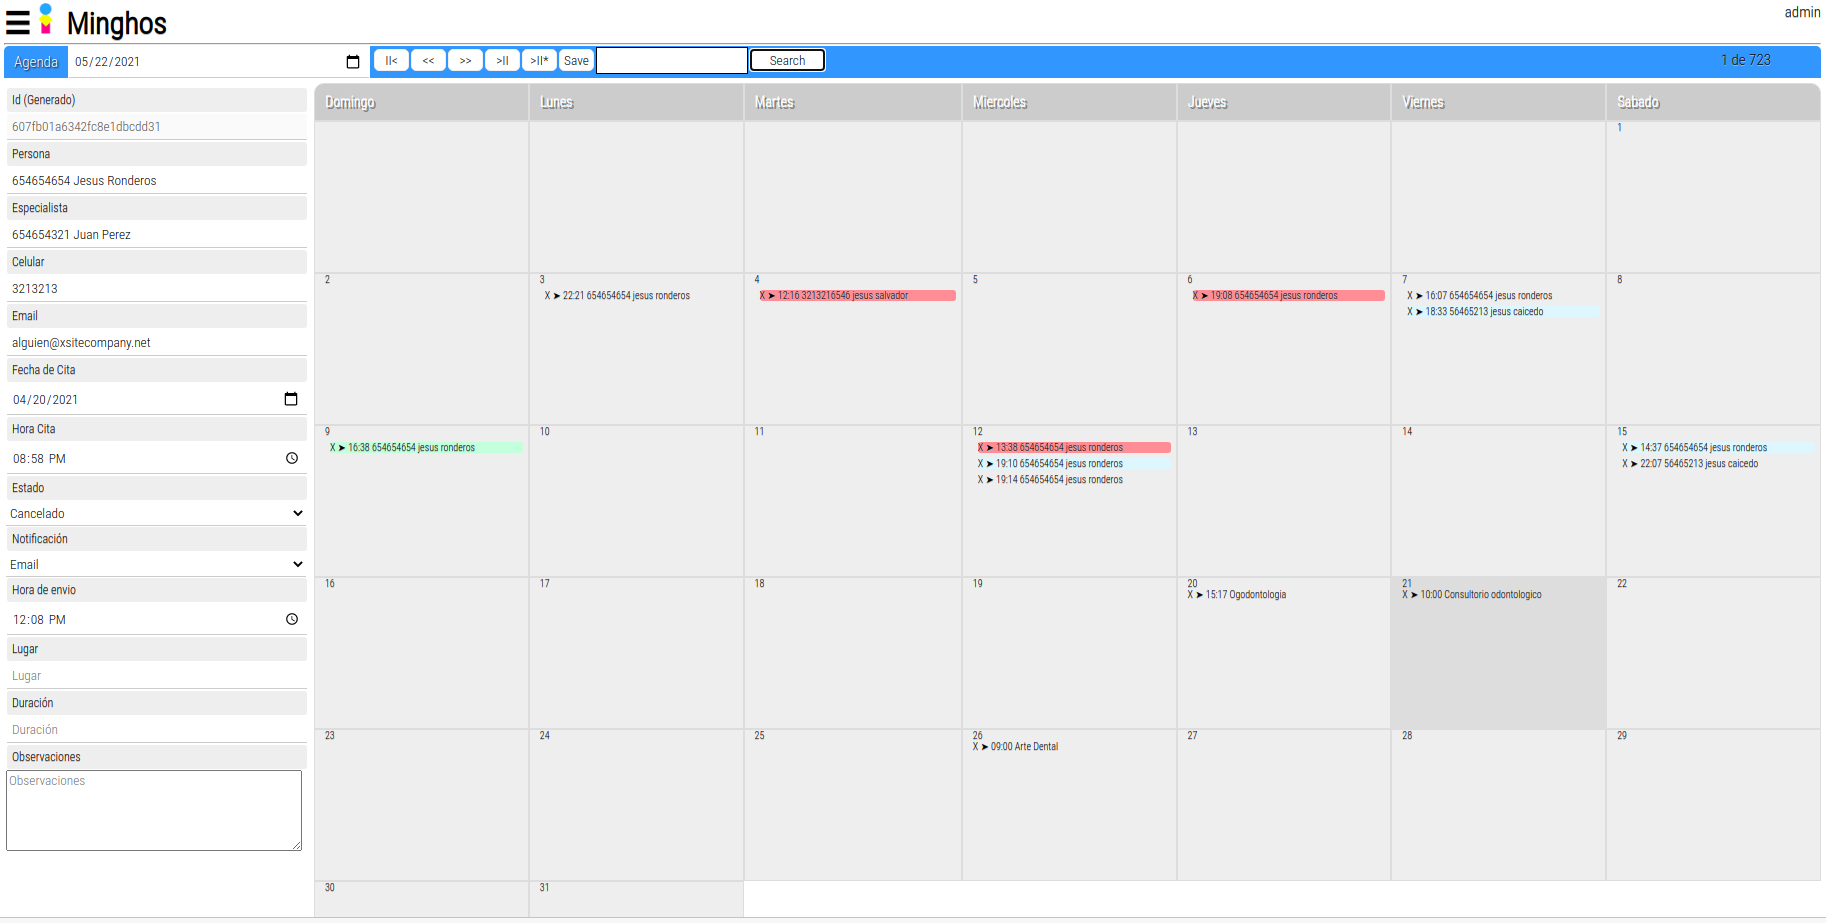 Minghos
admin
Agenda 05/22/2021 II< << >> >II >II* Save Search 1 de 723
Id (Generado)
607fb01a6342fc8e1dbcdd31
Persona
654654654 Jesus Ronderos
Especialista
654654321 Juan Perez
Celular
3213213
Email
alguien@xsitecompany.net
Fecha de Cita
04/20/2021
Hora Cita
08:58 PM
Estado
Cancelado
Notificación
Email
Hora de envio
12:08 PM
Lugar
Lugar
Duración
Duración
Observaciones
Observaciones
Domingo Lunes Martes Miercoles Jueves Viernes Sabado
1
2 3 4 5 6 7 8
X ➤ 22:21 654654654 jesus ronderos
X ➤ 12:16 3213216546 jesus salvador
X ➤ 19:08 654654654 jesus ronderos
X ➤ 16:07 654654654 jesus ronderos
X ➤ 18:33 56465213 jesus caicedo
9 10 11 12 13 14 15
X ➤ 16:38 654654654 jesus ronderos
X ➤ 13:38 654654654 jesus ronderos
X ➤ 19:10 654654654 jesus ronderos
X ➤ 19:14 654654654 jesus ronderos
X ➤ 14:37 654654654 jesus ronderos
X ➤ 22:07 56465213 jesus caicedo
16 17 18 19 20 21 22
X ➤ 15:17 Ogodontologia
X ➤ 10:00 Consultorio odontologico
23 24 25 26 27 28 29
X ➤ 09:00 Arte Dental
30 31